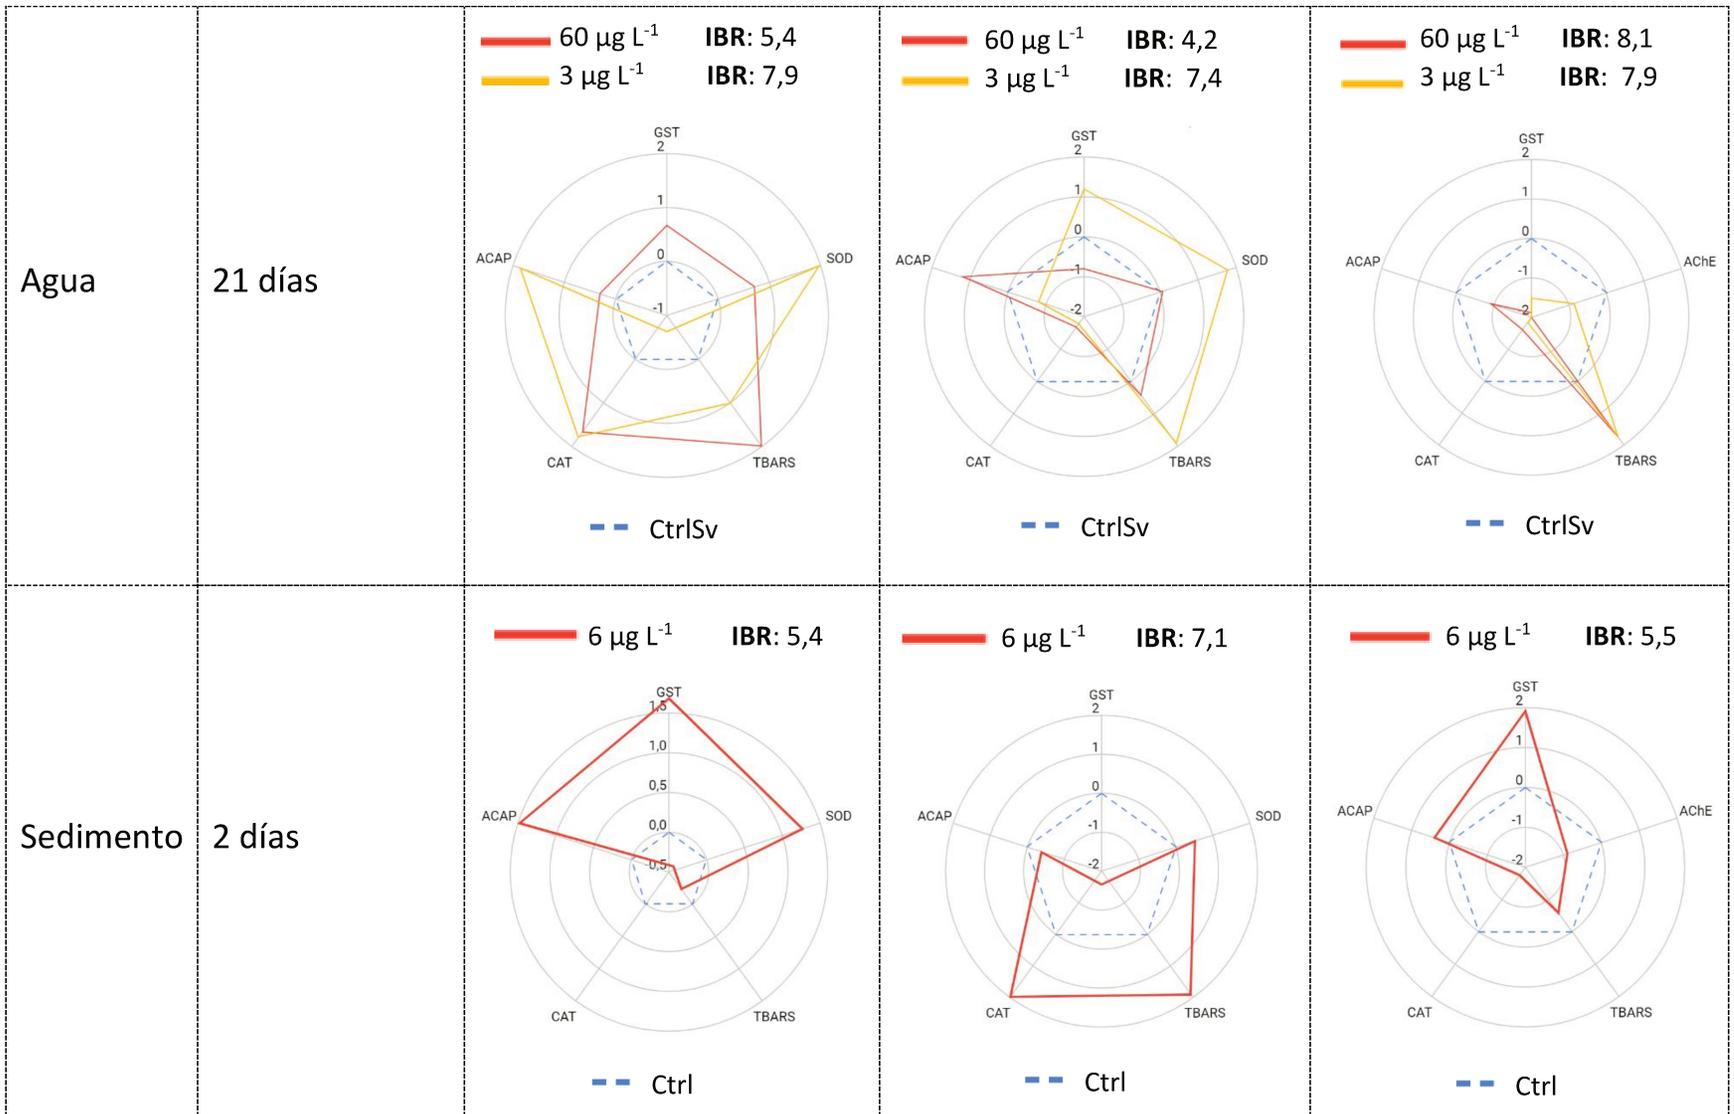 Agua
21 días
60 µg L⁻¹ IBR: 5,4
3 µg L⁻¹ IBR: 7,9
GST
2
1
0
-1
ACAP
SOD
CAT
TBARS
CtrlSv
60 µg L⁻¹ IBR: 4,2
3 µg L⁻¹ IBR: 7,4
GST
2
1
0
-1
-2
ACAP
SOD
CAT
TBARS
CtrlSv
60 µg L⁻¹ IBR: 8,1
3 µg L⁻¹ IBR: 7,9
GST
2
1
0
-1
-2
ACAP
AChE
CAT
TBARS
CtrlSv
Sedimento
2 días
6 µg L⁻¹ IBR: 5,4
GST
1,5
1,0
0,5
0,0
-0,5
ACAP
SOD
CAT
TBARS
Ctrl
6 µg L⁻¹ IBR: 7,1
GST
2
1
0
-1
-2
ACAP
SOD
CAT
TBARS
Ctrl
6 µg L⁻¹ IBR: 5,5
GST
2
1
0
-1
-2
ACAP
AChE
CAT
TBARS
Ctrl